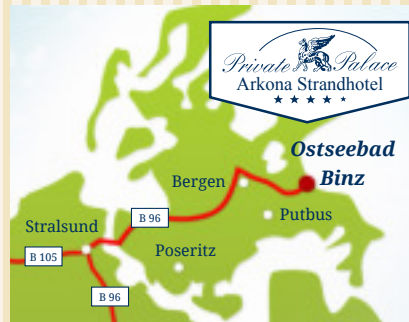 Private Palace
Arkona Strandhotel
Ostseebad
Binz
Bergen
Putbus
B 96
Stralsund
Poseritz
B 105
B 96